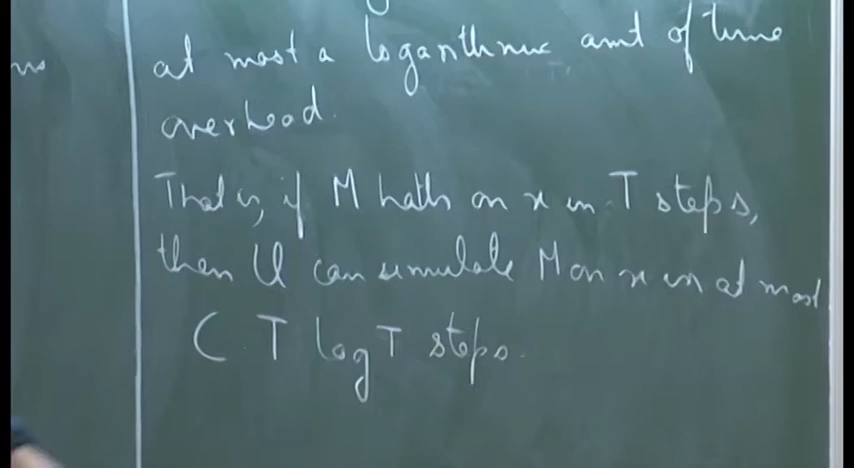 at most a logarithmic amt of time
overhead.
That is, if M halts on x in T steps,
then U can simulate M on x in at most
C T log T steps.